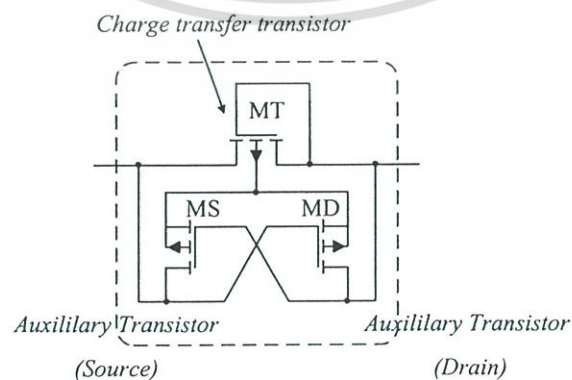 Charge transfer transistor
MT
MS
MD
Auxililary Transistor
(Source)
Auxililary Transistor
(Drain)